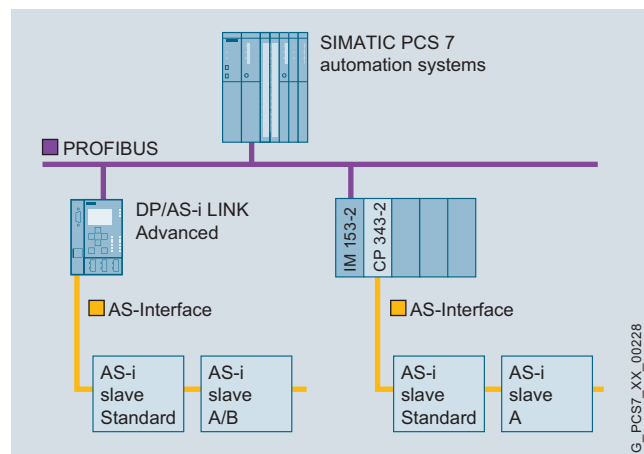 SIMATIC PCS 7
automation systems
PROFIBUS
DP/AS-i LINK
Advanced
IM 153-2
CP 343-2
AS-Interface
AS-Interface
AS-i
slave
Standard
AS-i
slave
A/B
AS-i
slave
Standard
AS-i
slave
A
G_PCS7_XX_00228